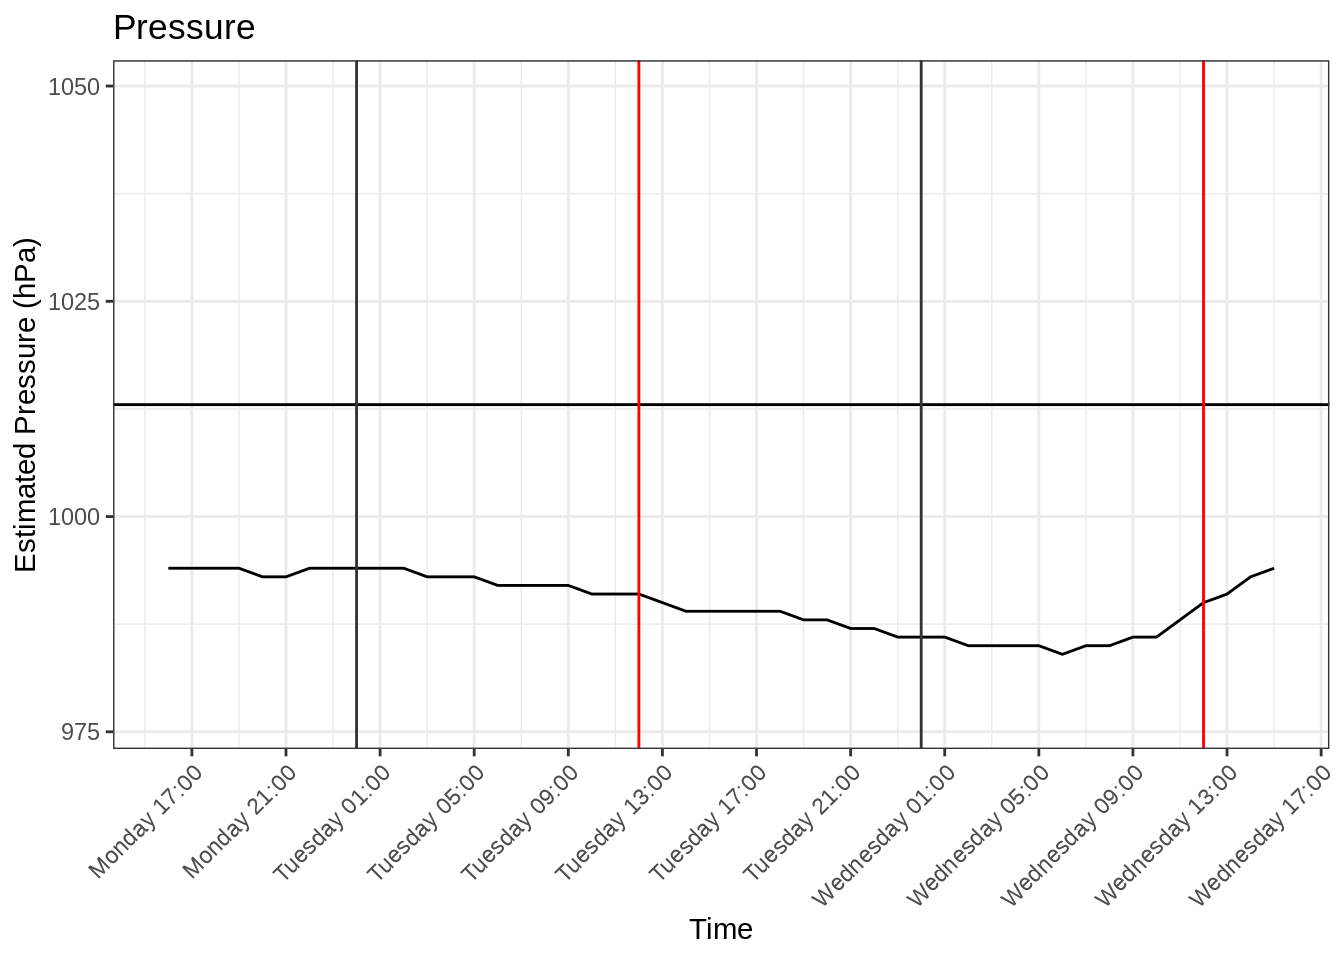 Pressure
Estimated Pressure (hPa)
1050
1025
1000
975
Monday 17:00
Monday 21:00
Tuesday 01:00
Tuesday 05:00
Tuesday 09:00
Tuesday 13:00
Tuesday 17:00
Tuesday 21:00
Wednesday 01:00
Wednesday 05:00
Wednesday 09:00
Wednesday 13:00
Wednesday 17:00
Time